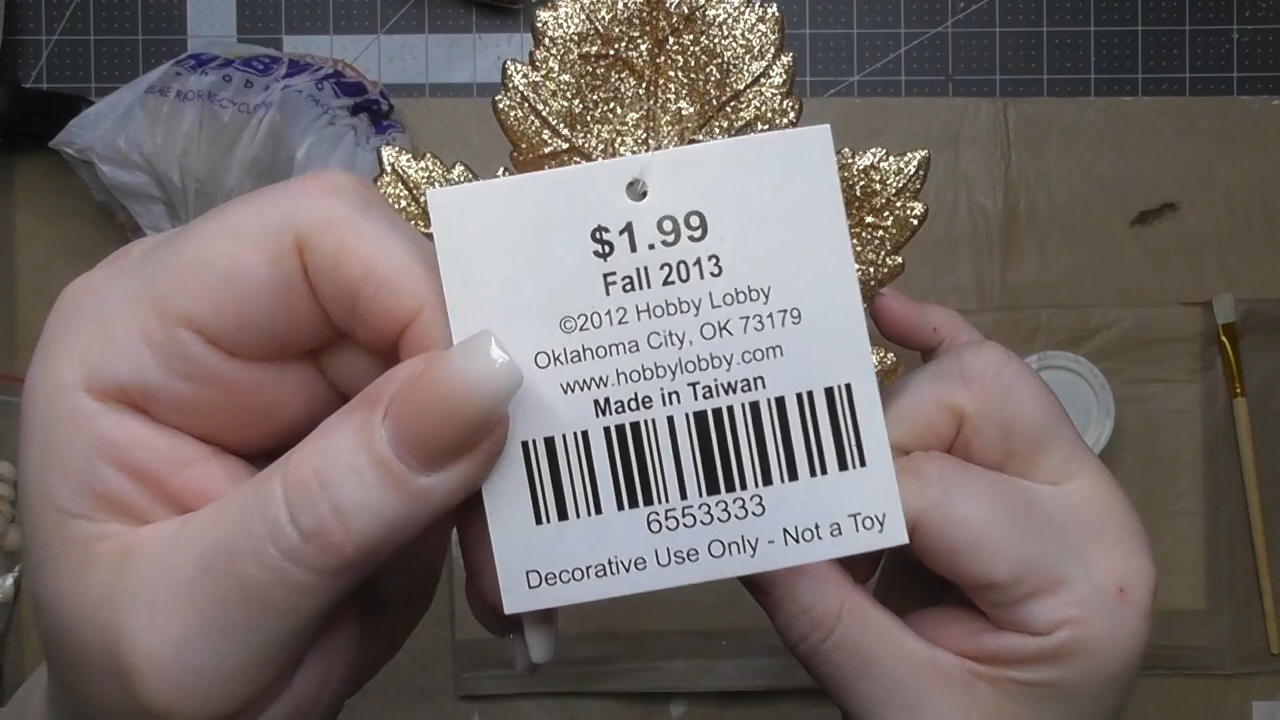 $1.99
Fall 2013
©2012 Hobby Lobby
Oklahoma City, OK 73179
www.hobbylobby.com
Made in Taiwan
6553333
Decorative Use Only - Not a Toy